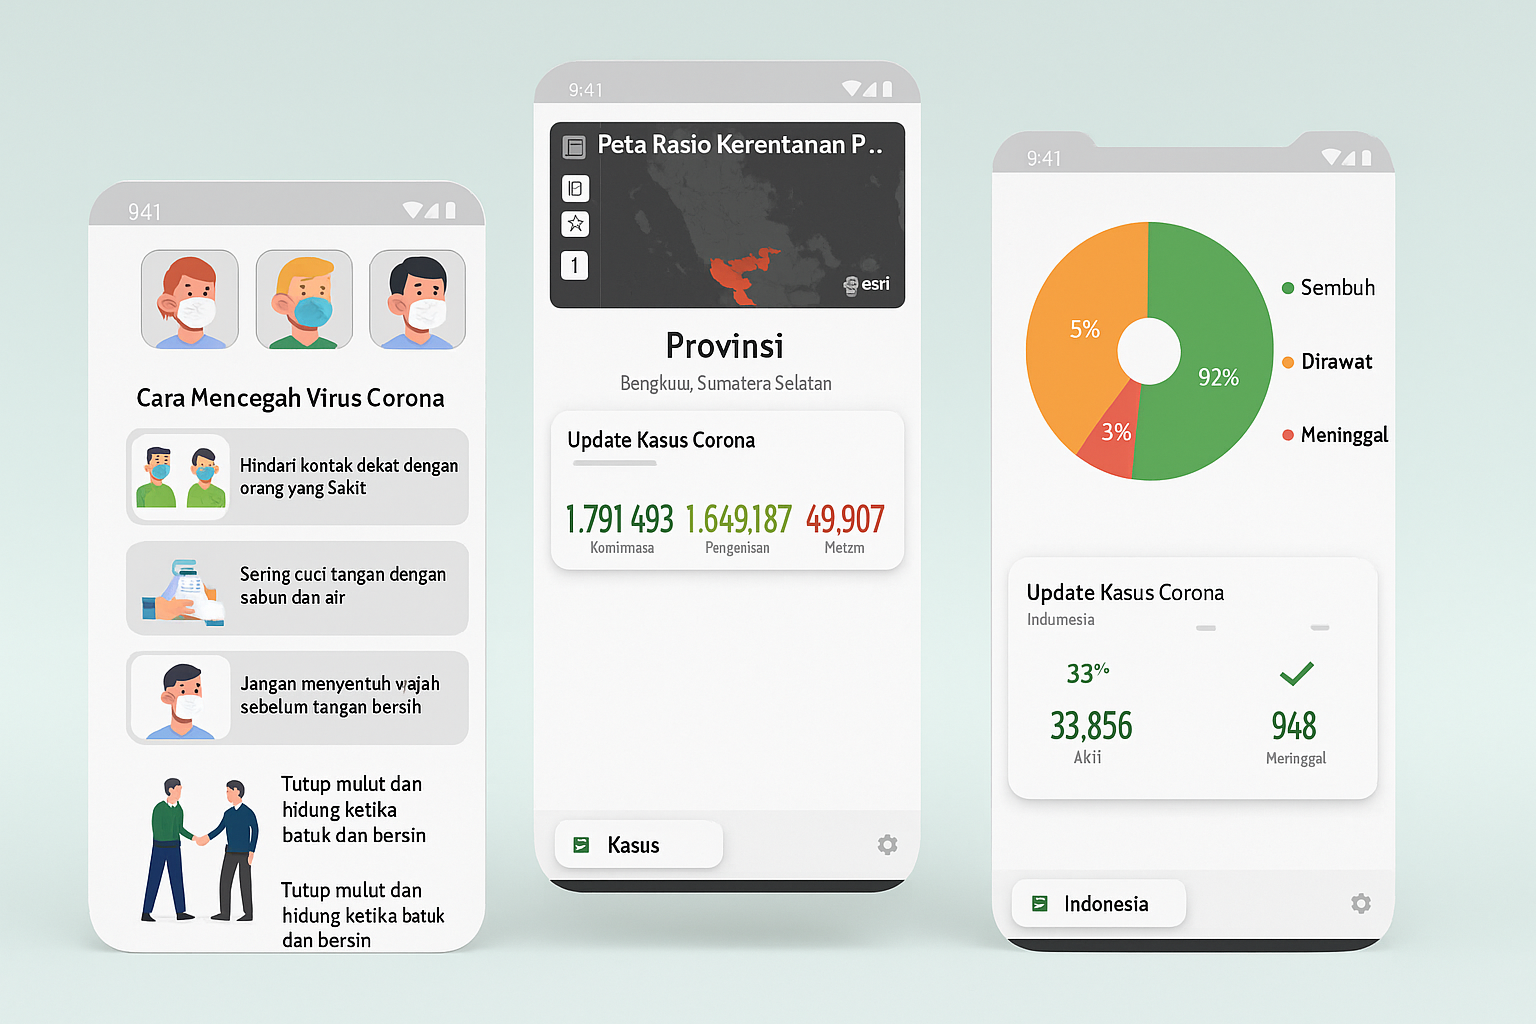 941
Cara Mencegah Virus Corona
Hindari kontak dekat dengan
orang yang Sakit
Sering cuci tangan dengan
sabun dan air
Jangan menyentuh wajah
sebelum tangan bersih
Tutup mulut dan
hidung ketika
batuk dan bersin
Tutup mulut dan
hidung ketika batuk
dan bersin
9:41
Peta Rasio Kerentanan P..
1
esri
Provinsi
Bengkuu, Sumatera Selatan
Update Kasus Corona
1.791 493 1.649,187 49,907
Komimasa Pengenisan Metzm
Kasus
9:41
5%
92%
3%
Sembuh
Dirawat
Meninggal
Update Kasus Corona
Indumesia
33%
33,856 948
Akii Meringgal
Indonesia